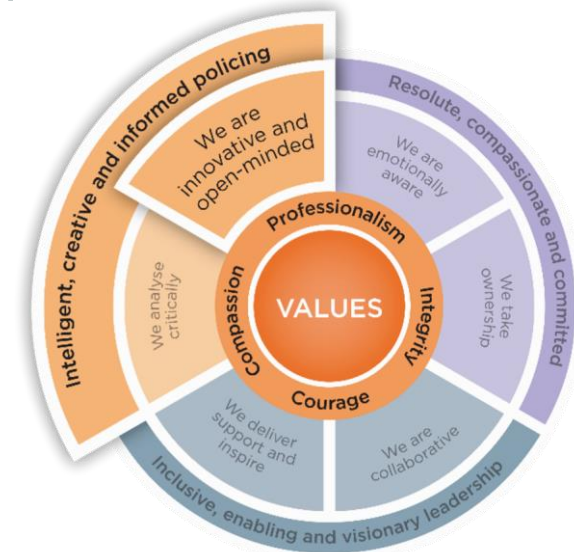 Intelligent, creative and informed policing
We are
innovative and
open-minded
We analyse
critically
Resolute, compassionate and committed
We are
emotionally
aware
We take
ownership
Inclusive, enabling and visionary leadership
We deliver
support and
inspire
We are
collaborative
Professionalism
Integrity
Courage
Compassion
VALUES